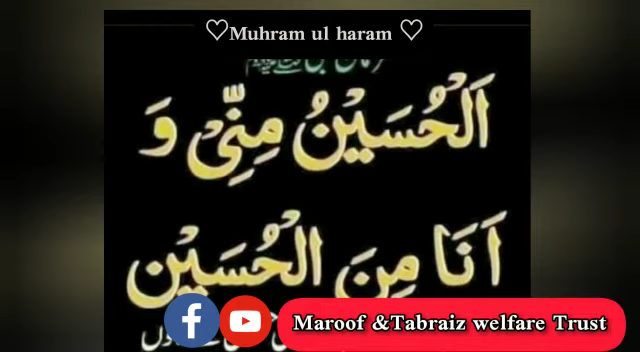 ♡Muhram ul haram ♡
اَلْحُسَيْنُ مِنِّيْ وَ
اَنَا مِنَ الْحُسَيْن
Maroof &Tabraiz welfare Trust